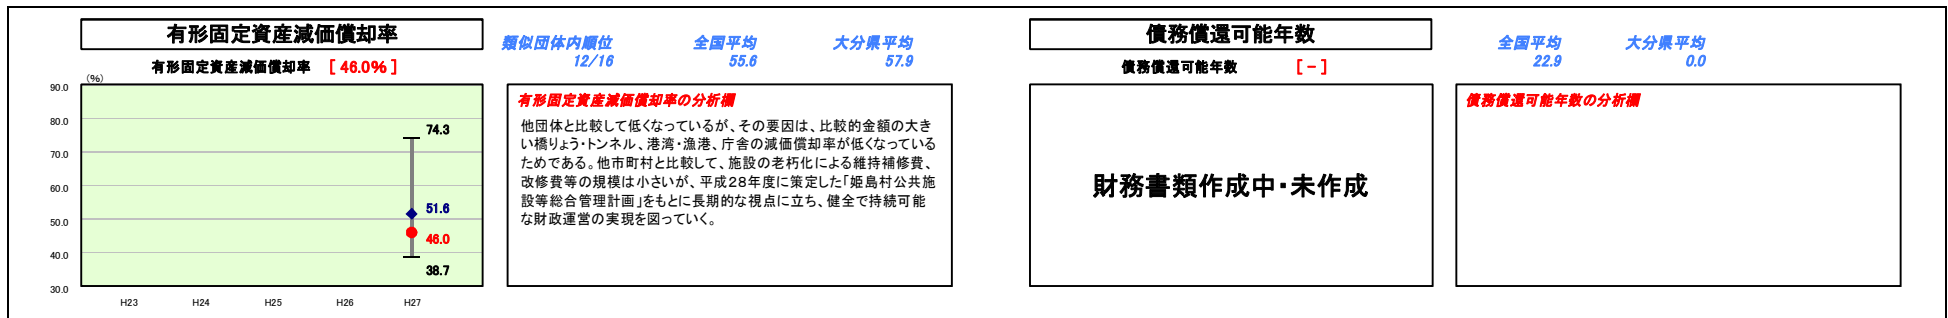 有形固定資産減価償却率
有形固定資産減価償却率 [ 46.0% ]
類似団体内順位
12/16
全国平均
55.6
大分県平均
57.9
(%)
90.0
80.0
70.0
60.0
50.0
40.0
30.0
74.3
51.6
46.0
38.7
H23
H24
H25
H26
H27
有形固定資産減価償却率の分析欄
他団体と比較して低くなっているが、その要因は、比較的金額の大き
い橋りょう・トンネル、港湾・漁港、庁舎の減価償却率が低くなっている
ためである。他市町村と比較して、施設の老朽化による維持補修費、
改修費等の規模は小さいが、平成28年度に策定した「姫島村公共施
設等総合管理計画」をもとに長期的な視点に立ち、健全で持続可能
な財政運営の実現を図っていく。
債務償還可能年数
債務償還可能年数 [ - ]
全国平均
22.9
大分県平均
0.0
財務書類作成中・未作成
債務償還可能年数の分析欄